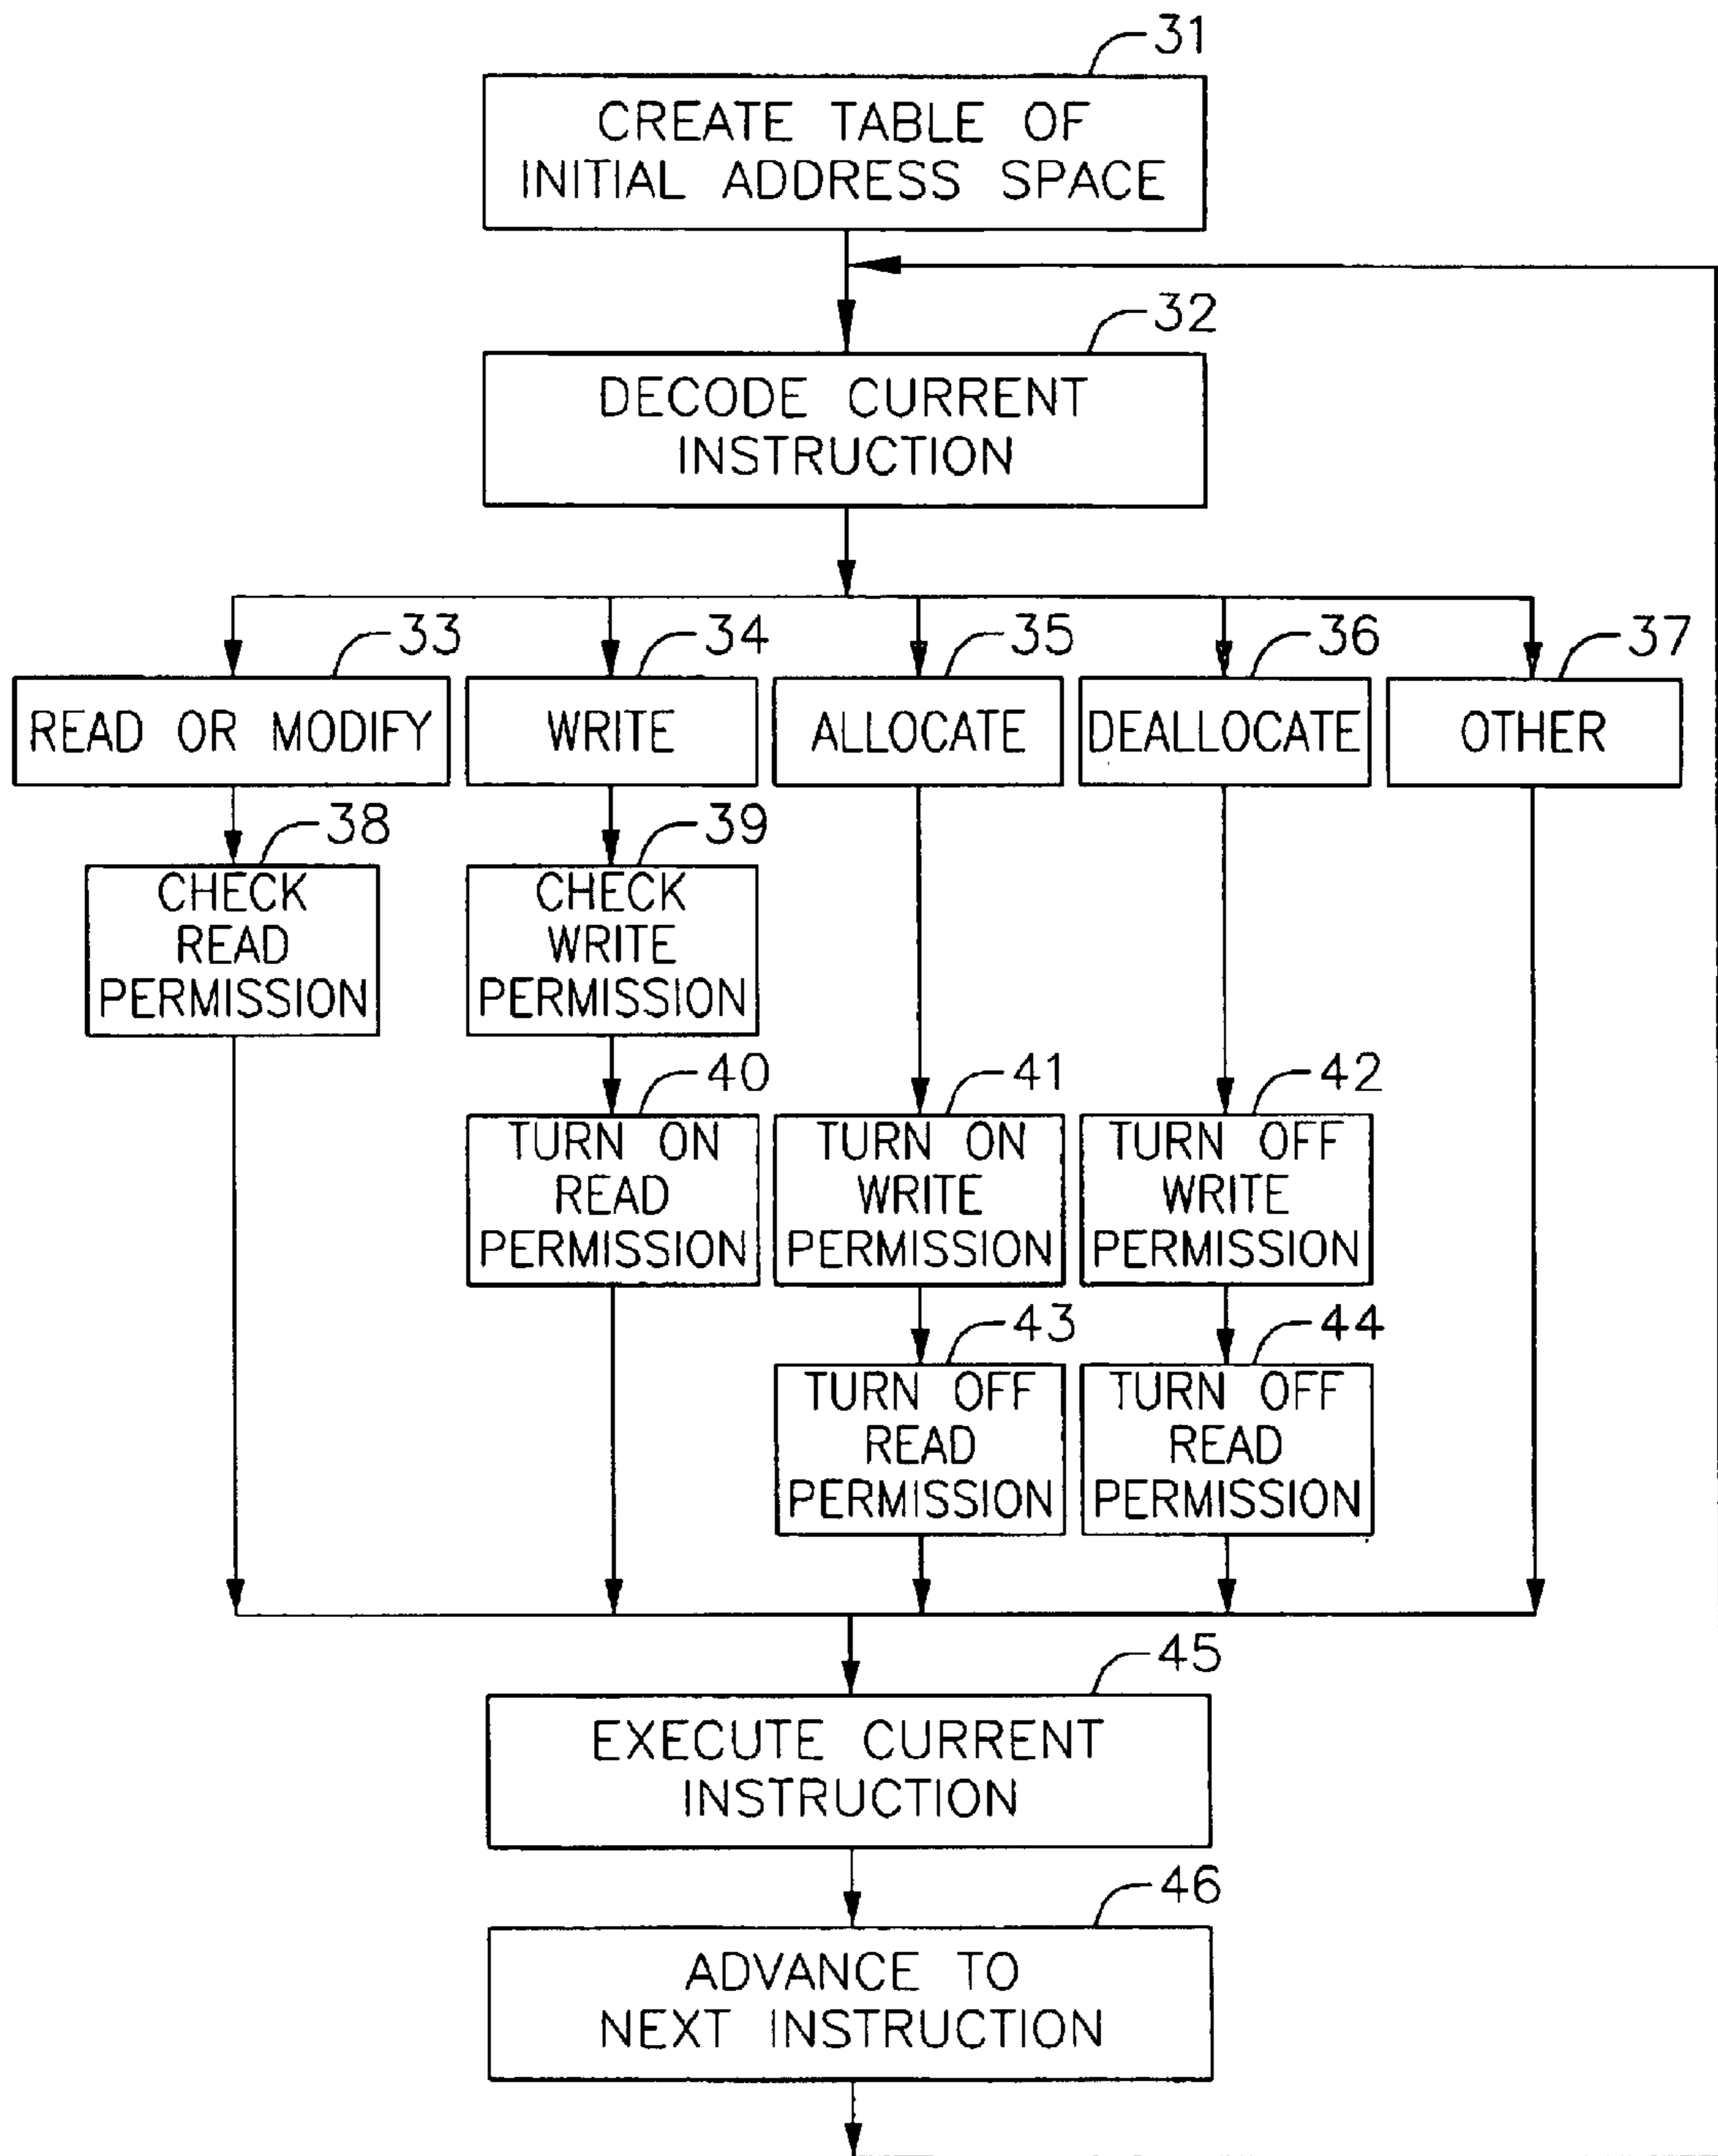 31
CREATE TABLE OF
INITIAL ADDRESS SPACE
32
DECODE CURRENT
INSTRUCTION
33
34
35
36
37
READ OR MODIFY
WRITE
ALLOCATE
DEALLOCATE
OTHER
38
39
CHECK
READ
PERMISSION
CHECK
WRITE
PERMISSION
40
41
42
TURN ON
READ
PERMISSION
TURN ON
WRITE
PERMISSION
TURN OFF
WRITE
PERMISSION
43
44
TURN OFF
READ
PERMISSION
TURN OFF
READ
PERMISSION
45
EXECUTE CURRENT
INSTRUCTION
46
ADVANCE TO
NEXT INSTRUCTION